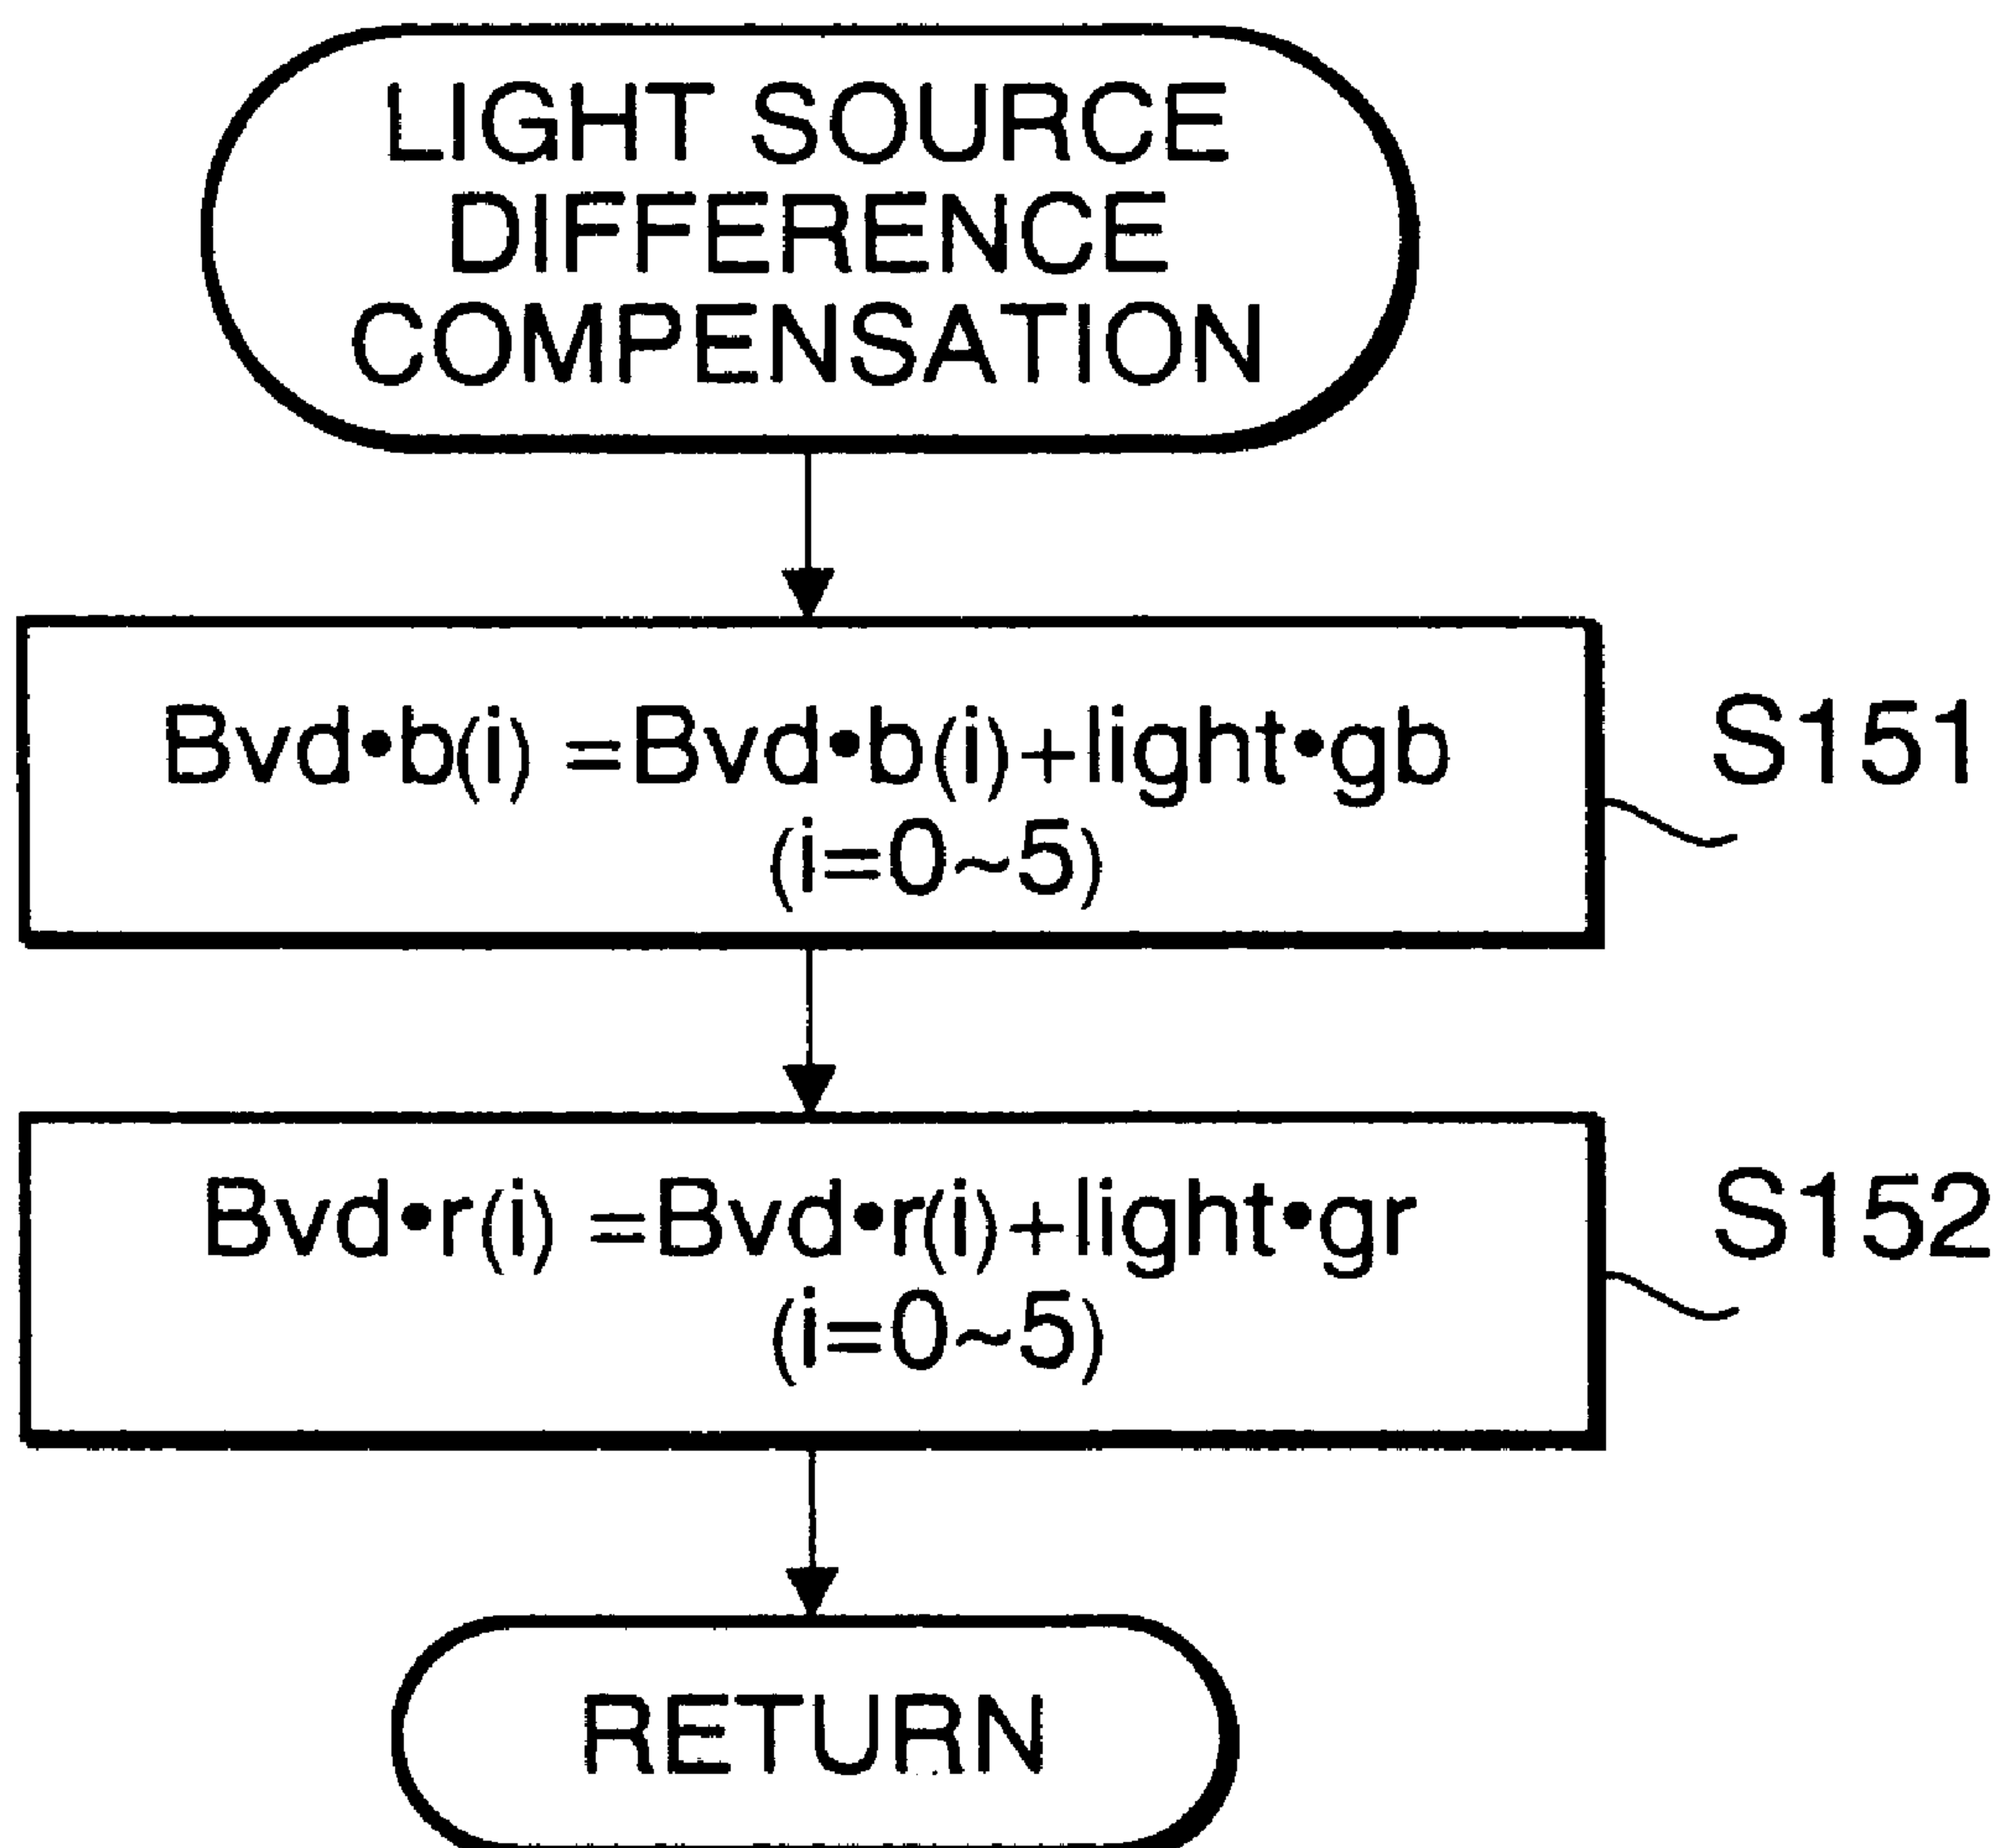 LIGHT SOURCE
DIFFERENCE
COMPENSATION
Bvd•b(i) =Bvd•b(i)+light•gb
(i=0~5)
S151
Bvd•r(i) =Bvd•r(i)+light•gr
(i=0~5)
S152
RETURN